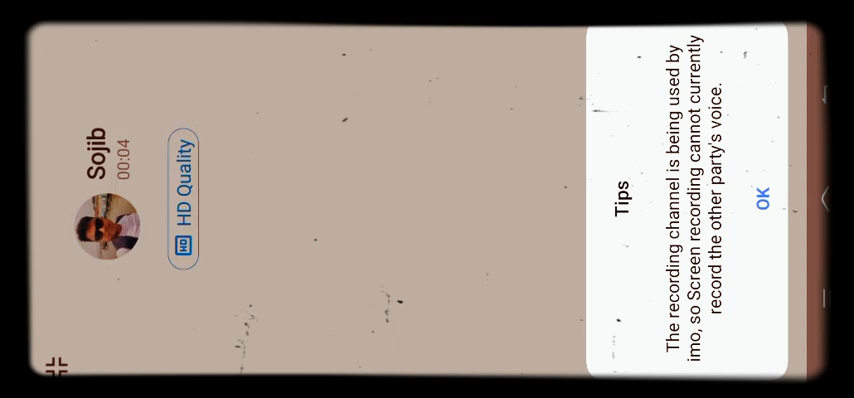 Sojib
00:04
HD HD Quality
Tips
The recording channel is being used by
imo, so Screen recording cannot currently
record the other party's voice.
OK